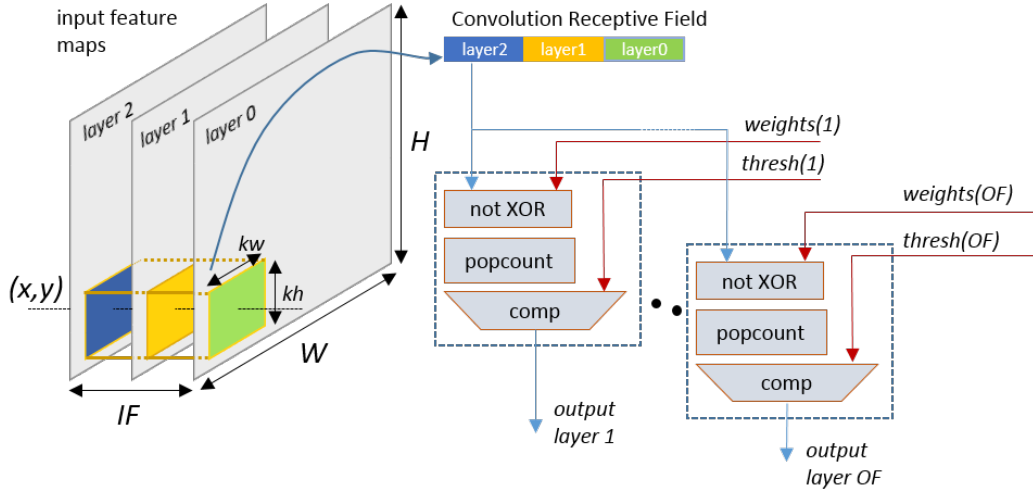 input feature
maps
Convolution Receptive Field
layer2 layer1 layer0
layer 2
layer 1
layer 0
H
weights(1)
thresh(1)
weights(OF)
thresh(OF)
not XOR
popcount
comp
not XOR
popcount
comp
kw
kh
(x,y)
W
IF
output
layer 1
output
layer OF